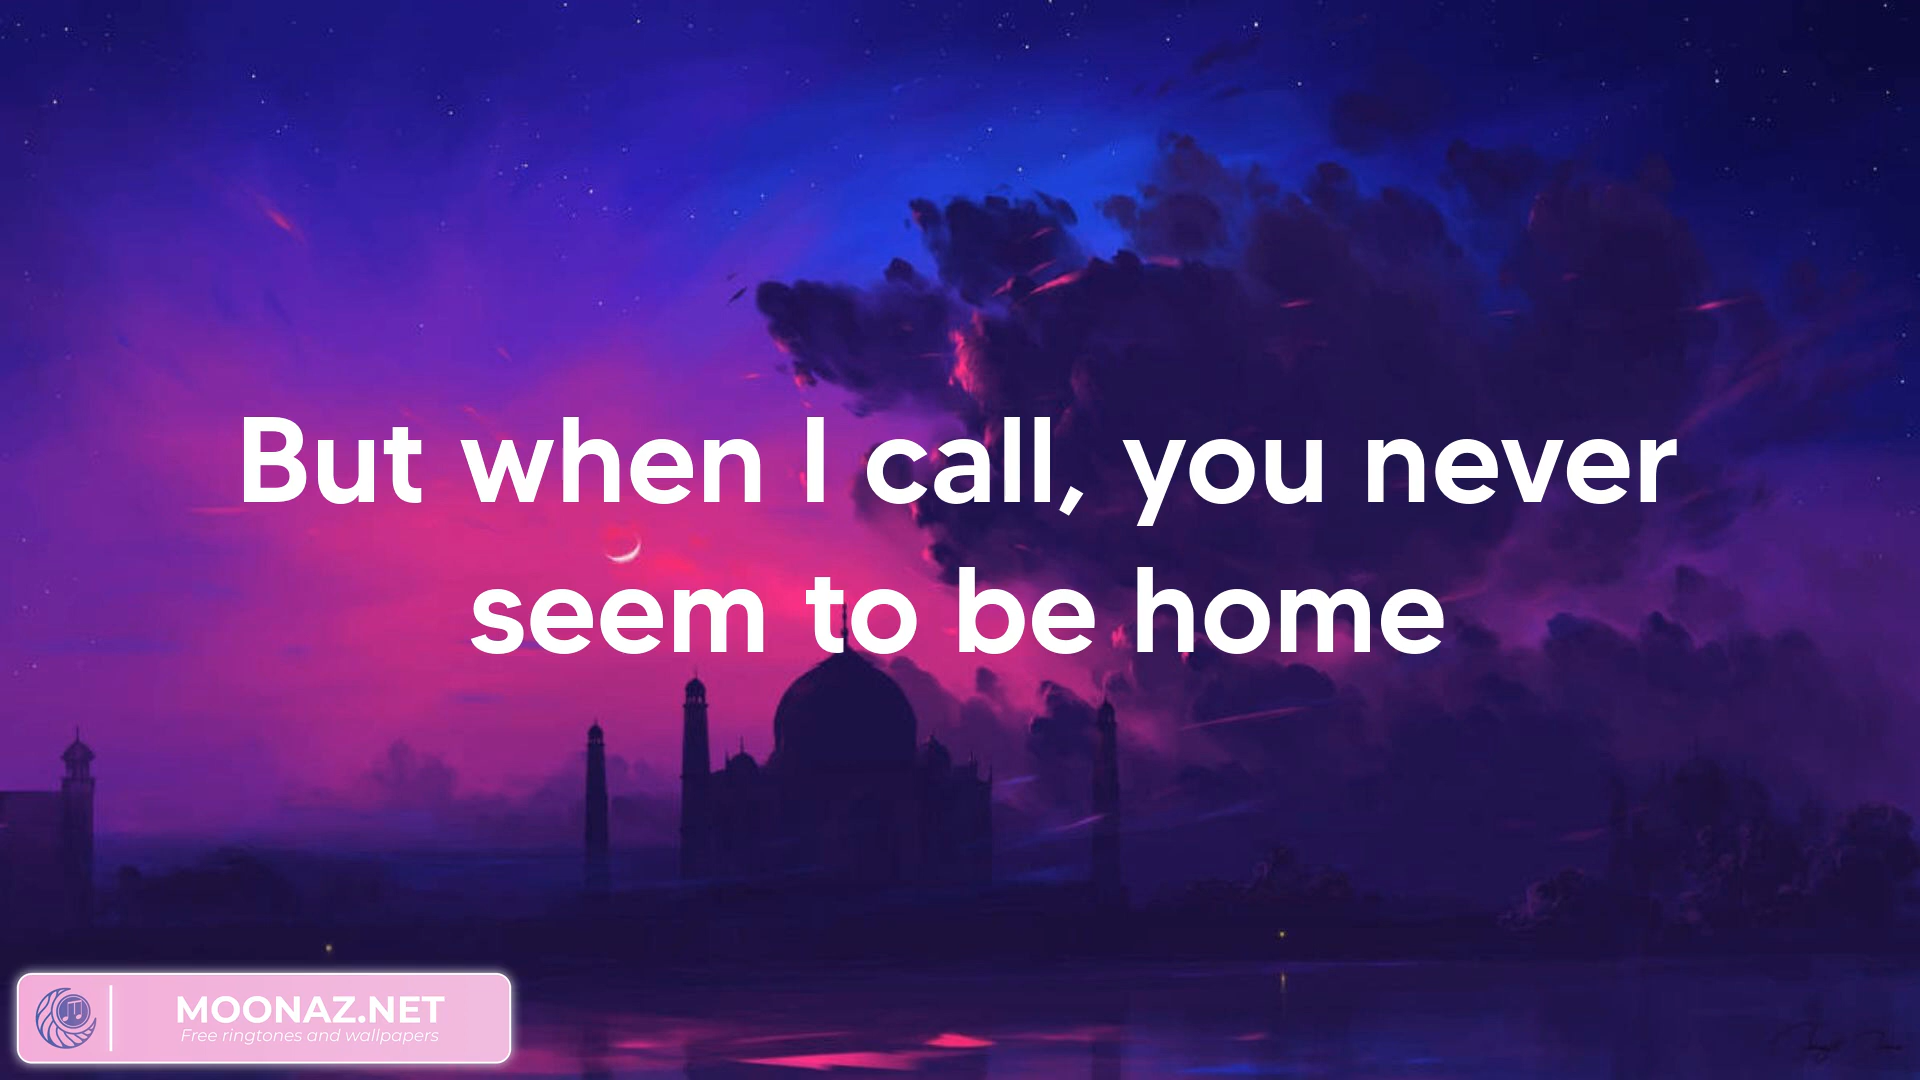 But when I call, you never
seem to be home
MOONAZ.NET
Free ringtones and wallpapers